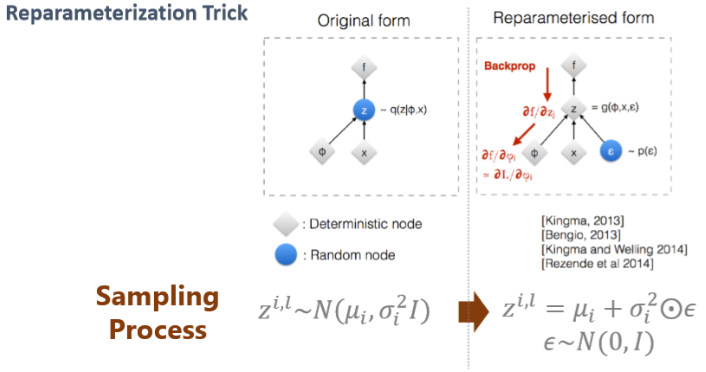 Reparameterization Trick
Original form
Reparameterised form
f
z ~ q(z|ϕ,x)
ϕ x
Backprop
f
∂f/∂zᵢ z = g(ϕ,x,ε)
∂f/∂φᵢ ϕ x ε ~ p(ε)
= ∂L/∂φᵢ
: Deterministic node
: Random node
[Kingma, 2013]
[Bengio, 2013]
[Kingma and Welling 2014]
[Rezende et al 2014]
Sampling
Process
z^{i,l}~N(μᵢ, σᵢ²I)
z^{i,l} = μᵢ + σᵢ²⊙ϵ
ϵ~N(0, I)